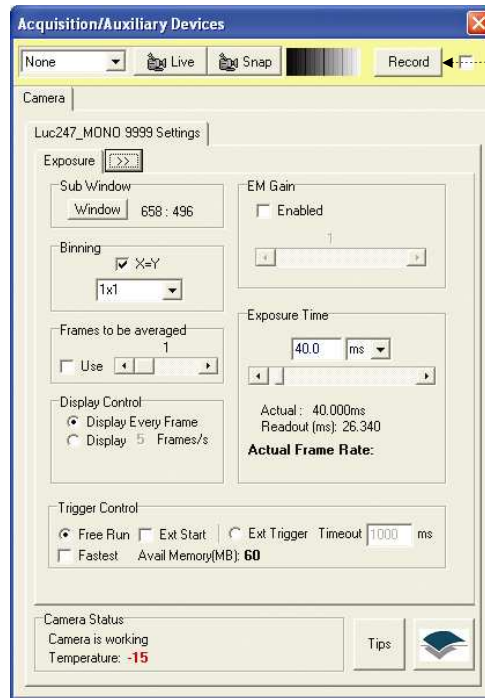 Acquisition/Auxiliary Devices
None Live Snap Record
Camera
Luc247_MONO 9999 Settings
Exposure >>
Sub Window
Window 658 : 496
Binning
X=Y
1x1
Frames to be averaged
1
Use
Display Control
Display Every Frame
Display 5 Frames/s
EM Gain
Enabled
1
Exposure Time
40.0 ms
Actual : 40.000ms
Readout (ms): 26.340
Actual Frame Rate:
Trigger Control
Free Run Ext Start Ext Trigger Timeout 1000 ms
Fastest Avail Memory(MB): 60
Camera Status
Camera is working
Temperature: -15
Tips